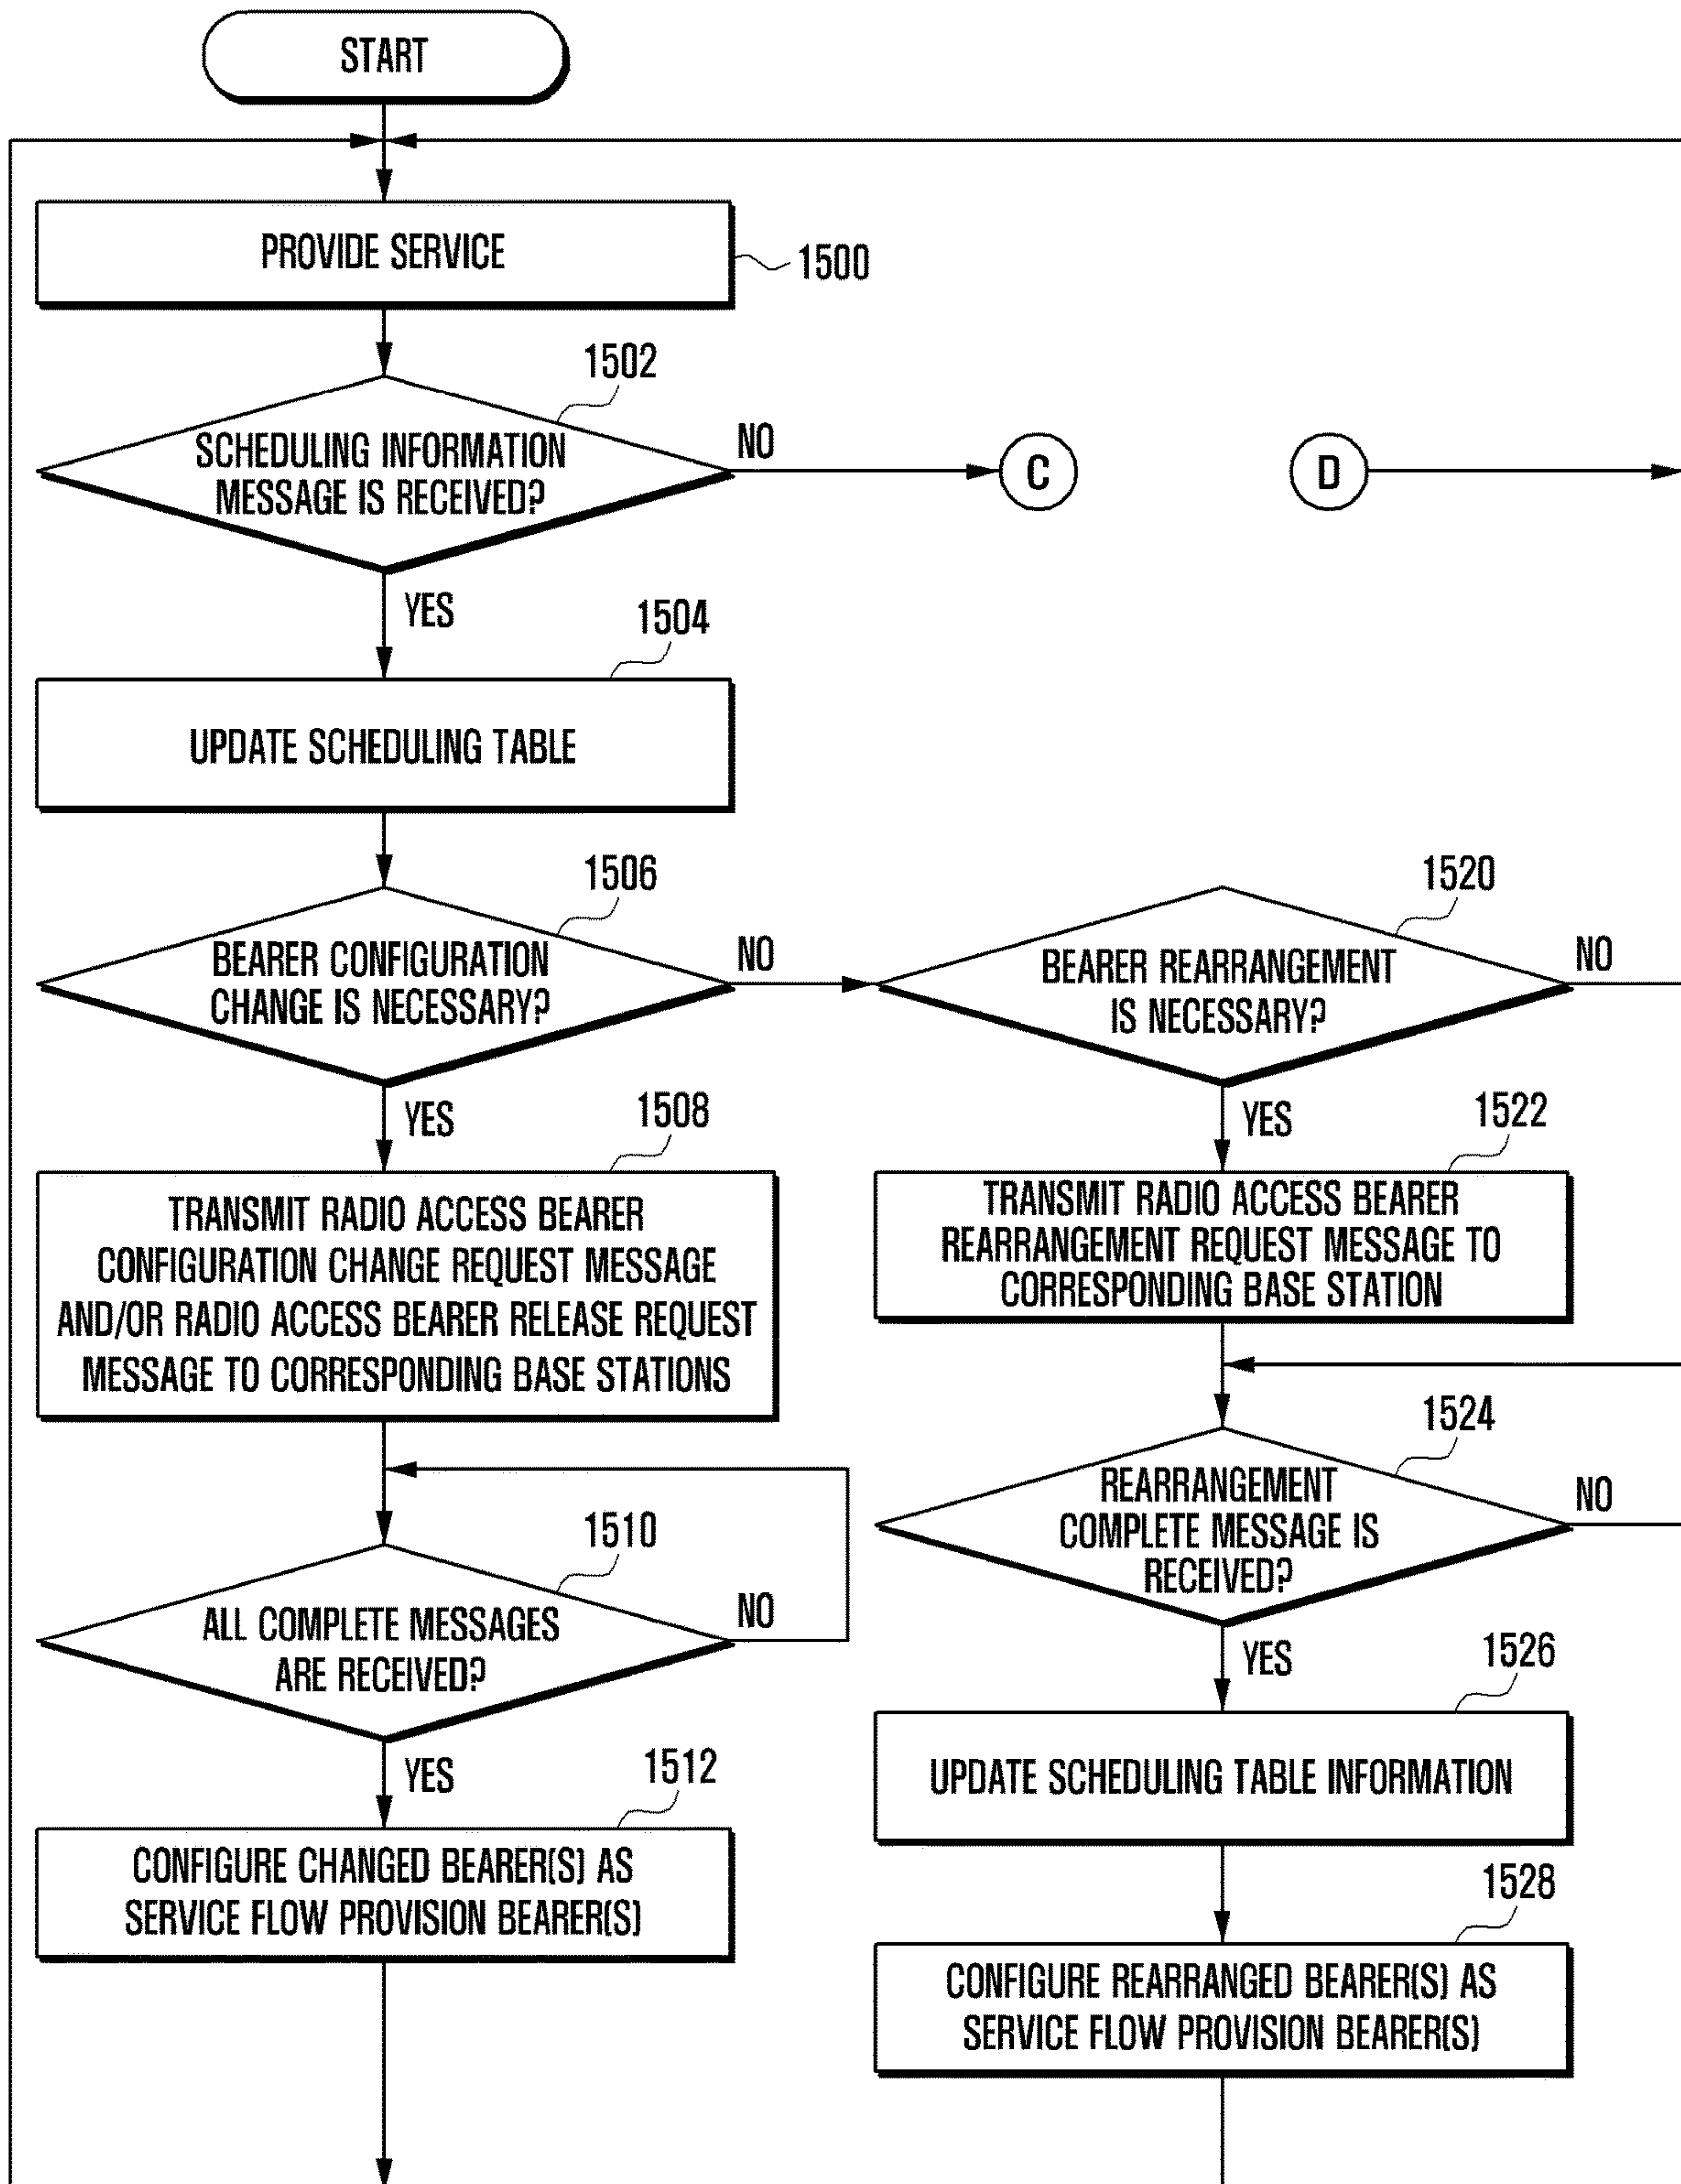 START
PROVIDE SERVICE
1500
1502
SCHEDULING INFORMATION
MESSAGE IS RECEIVED?
NO
C
D
YES
1504
UPDATE SCHEDULING TABLE
1506
BEARER CONFIGURATION
CHANGE IS NECESSARY?
NO
1520
BEARER REARRANGEMENT
IS NECESSARY?
NO
YES
1508
TRANSMIT RADIO ACCESS BEARER
CONFIGURATION CHANGE REQUEST MESSAGE
AND/OR RADIO ACCESS BEARER RELEASE REQUEST
MESSAGE TO CORRESPONDING BASE STATIONS
YES
1522
TRANSMIT RADIO ACCESS BEARER
REARRANGEMENT REQUEST MESSAGE TO
CORRESPONDING BASE STATION
1510
ALL COMPLETE MESSAGES
ARE RECEIVED?
NO
1524
REARRANGEMENT
COMPLETE MESSAGE IS
RECEIVED?
NO
YES
1512
CONFIGURE CHANGED BEARER(S) AS
SERVICE FLOW PROVISION BEARER(S)
YES
1526
UPDATE SCHEDULING TABLE INFORMATION
1528
CONFIGURE REARRANGED BEARER(S) AS
SERVICE FLOW PROVISION BEARER(S)